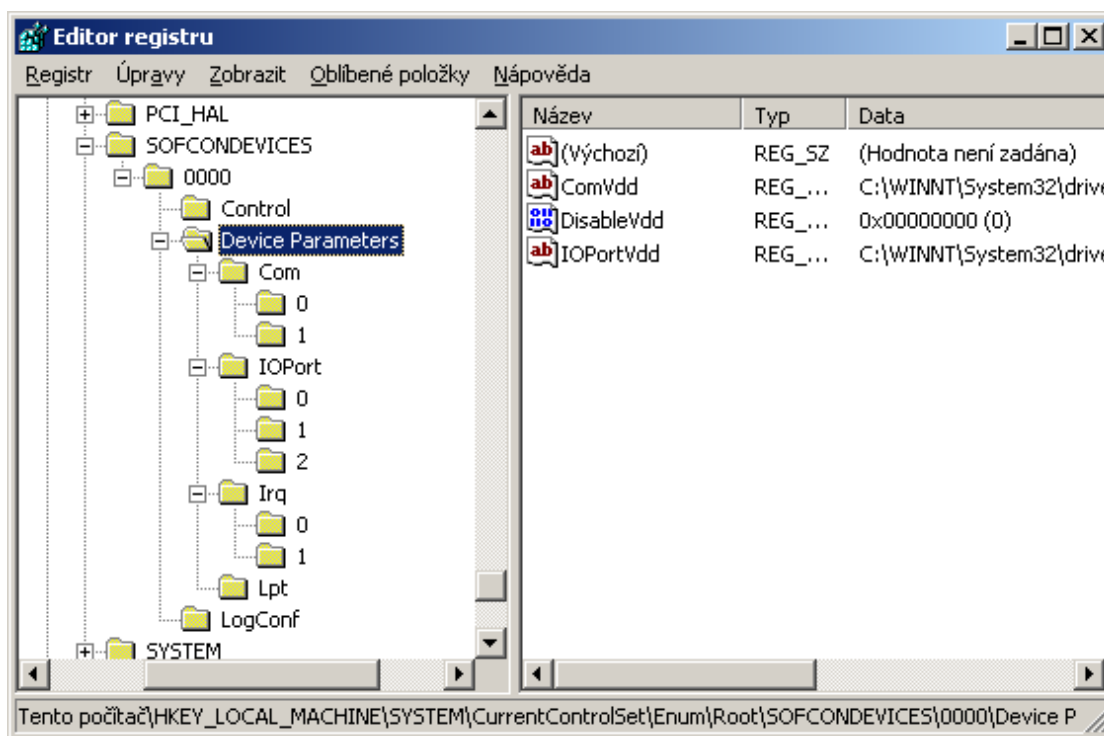 Editor registru
Registr Úpravy Zobrazit Oblíbené položky Nápověda
PCI_HAL
SOFCONDEVICES
0000
Control
Device Parameters
Com
0
1
IOPort
0
1
2
Irq
0
1
Lpt
LogConf
SYSTEM
Název Typ Data
(Výchozí) REG_SZ (Hodnota není zadána)
ComVdd REG_... C:\WINNT\System32\drive
DisableVdd REG_... 0x00000000 (0)
IOPortVdd REG_... C:\WINNT\System32\drive
Tento počítač\HKEY_LOCAL_MACHINE\SYSTEM\CurrentControlSet\Enum\Root\SOFCONDEVICES\0000\Device P